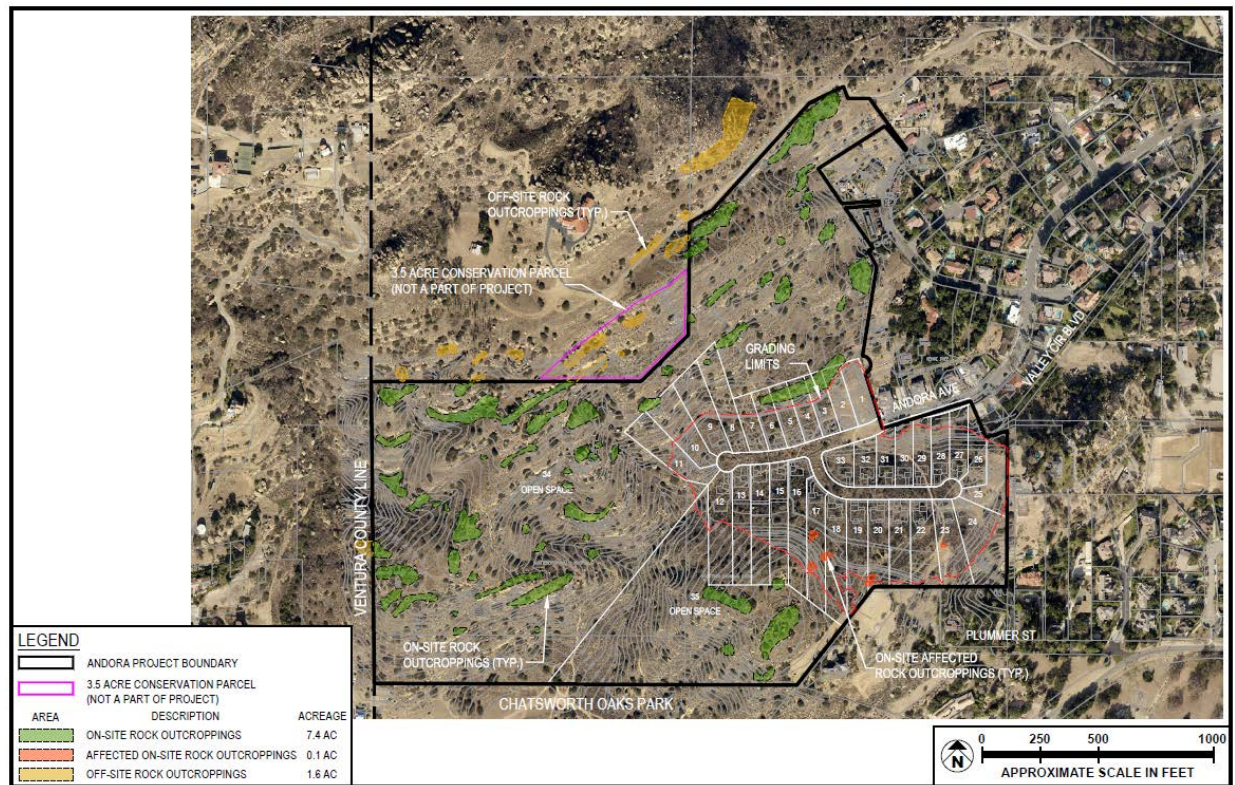 OFF-SITE ROCK
OUTCROPPINGS (TYP.)
3.5 ACRE CONSERVATION PARCEL
(NOT A PART OF PROJECT)
GRADING
LIMITS
ANDORA AVE
VALLEY CIR BLVD
VENTURA COUNTY LINE
1
2
3
4
5
6
7
8
9
10
11
12
13
14
15
16
17
18
19
20
21
22
23
24
25
26
27
28
29
30
31
32
33
34
OPEN SPACE
35
OPEN SPACE
ON-SITE ROCK
OUTCROPPINGS (TYP.)
PLUMMER ST
ON-SITE AFFECTED
ROCK OUTCROPPINGS (TYP.)
CHATSWORTH OAKS PARK
LEGEND
ANDORA PROJECT BOUNDARY
3.5 ACRE CONSERVATION PARCEL
(NOT A PART OF PROJECT)
AREA DESCRIPTION ACREAGE
ON-SITE ROCK OUTCROPPINGS 7.4 AC
AFFECTED ON-SITE ROCK OUTCROPPINGS 0.1 AC
OFF-SITE ROCK OUTCROPPINGS 1.6 AC
N
0 250 500 1000
APPROXIMATE SCALE IN FEET